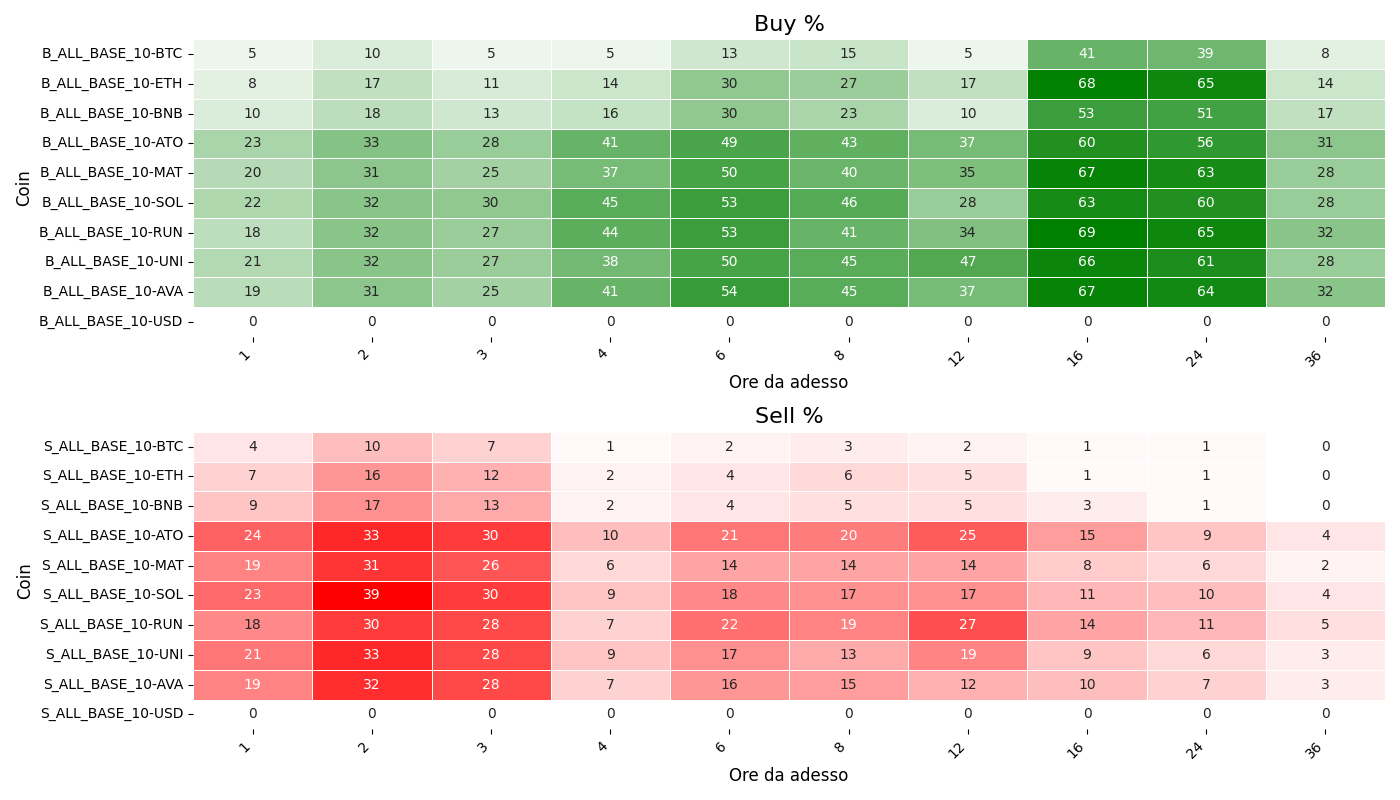 Buy %
Coin
B_ALL_BASE_10-BTC 5 10 5 5 13 15 5 41 39 8
B_ALL_BASE_10-ETH 8 17 11 14 30 27 17 68 65 14
B_ALL_BASE_10-BNB 10 18 13 16 30 23 10 53 51 17
B_ALL_BASE_10-ATO 23 33 28 41 49 43 37 60 56 31
B_ALL_BASE_10-MAT 20 31 25 37 50 40 35 67 63 28
B_ALL_BASE_10-SOL 22 32 30 45 53 46 28 63 60 28
B_ALL_BASE_10-RUN 18 32 27 44 53 41 34 69 65 32
B_ALL_BASE_10-UNI 21 32 27 38 50 45 47 66 61 28
B_ALL_BASE_10-AVA 19 31 25 41 54 45 37 67 64 32
B_ALL_BASE_10-USD 0 0 0 0 0 0 0 0 0 0
1 2 3 4 6 8 12 16 24 36
Ore da adesso
Sell %
Coin
S_ALL_BASE_10-BTC 4 10 7 1 2 3 2 1 1 0
S_ALL_BASE_10-ETH 7 16 12 2 4 6 5 1 1 0
S_ALL_BASE_10-BNB 9 17 13 2 4 5 5 3 1 0
S_ALL_BASE_10-ATO 24 33 30 10 21 20 25 15 9 4
S_ALL_BASE_10-MAT 19 31 26 6 14 14 14 8 6 2
S_ALL_BASE_10-SOL 23 39 30 9 18 17 17 11 10 4
S_ALL_BASE_10-RUN 18 30 28 7 22 19 27 14 11 5
S_ALL_BASE_10-UNI 21 33 28 9 17 13 19 9 6 3
S_ALL_BASE_10-AVA 19 32 28 7 16 15 12 10 7 3
S_ALL_BASE_10-USD 0 0 0 0 0 0 0 0 0 0
1 2 3 4 6 8 12 16 24 36
Ore da adesso